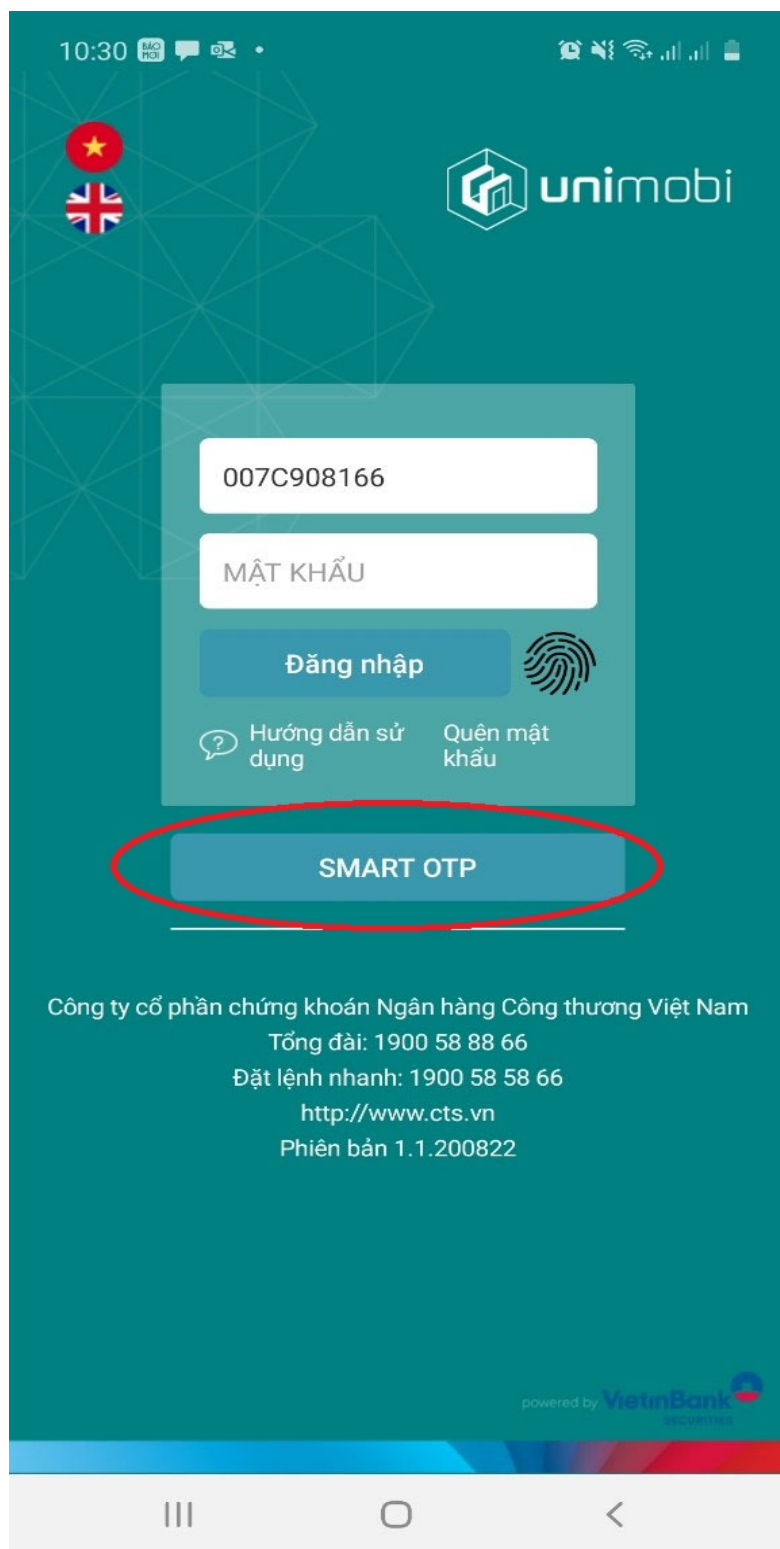 10:30 BÁO MỚI
unimobi
007C908166
MẬT KHẨU
Đăng nhập
Hướng dẫn sử dụng
Quên mật khẩu
SMART OTP
Công ty cổ phần chứng khoán Ngân hàng Công thương Việt Nam
Tổng đài: 1900 58 88 66
Đặt lệnh nhanh: 1900 58 58 66
http://www.cts.vn
Phiên bản 1.1.200822
powered by VietinBank
SECURITIES